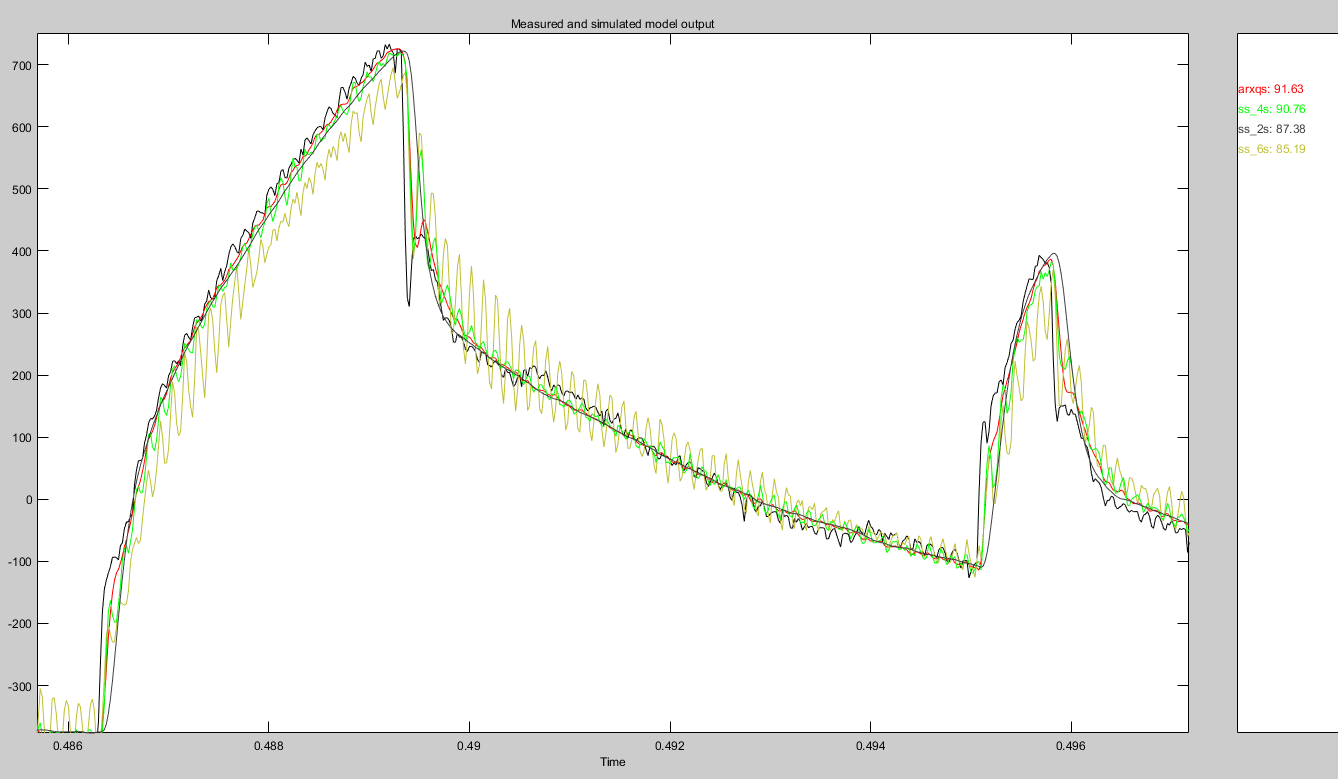 Measured and simulated model output
700
600
500
400
300
200
100
0
-100
-200
-300
0.486 0.488 0.49 0.492 0.494 0.496
Time
arxqs: 91.63
ss_4s: 90.76
ss_2s: 87.38
ss_6s: 85.19